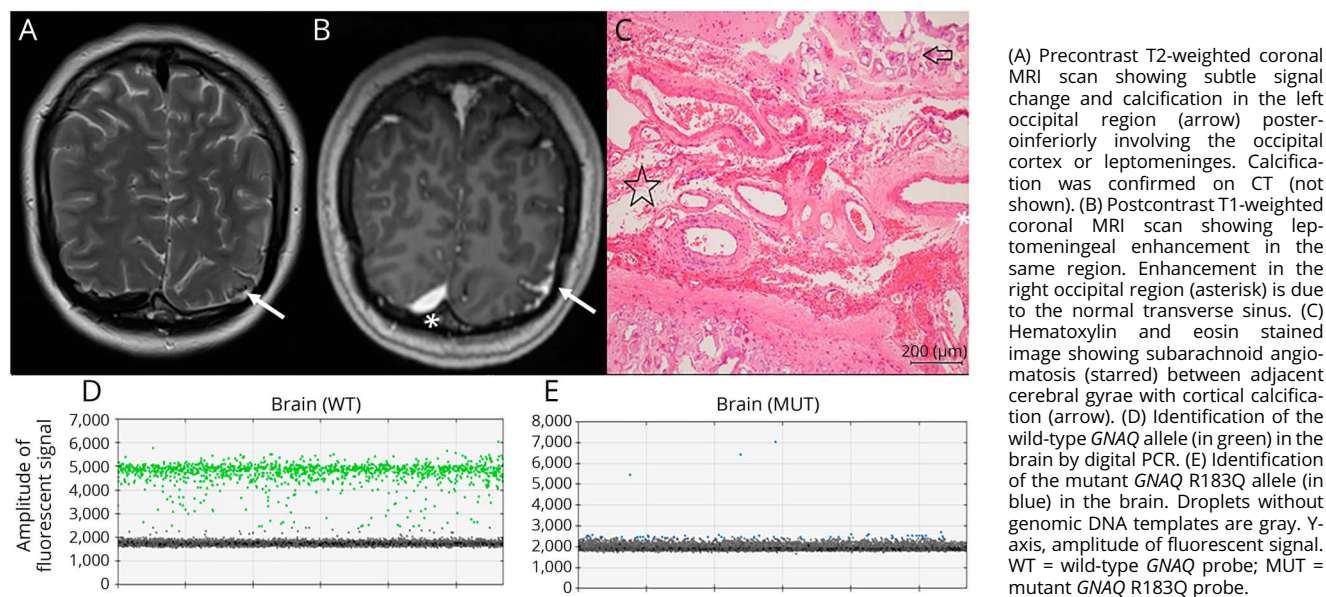 A
B
C
200 (μm)
*
*
D
Brain (WT)
Amplitude of
fluorescent signal
7,000
6,000
5,000
4,000
3,000
2,000
1,000
0
E
Brain (MUT)
8,000
7,000
6,000
5,000
4,000
3,000
2,000
1,000
0
(A) Precontrast T2-weighted coronal
MRI scan showing subtle signal
change and calcification in the left
occipital region (arrow) poster-
oinferiorly involving the occipital
cortex or leptomeninges. Calcifica-
tion was confirmed on CT (not
shown). (B) Postcontrast T1-weighted
coronal MRI scan showing lep-
tomeningeal enhancement in the
same region. Enhancement in the
right occipital region (asterisk) is due
to the normal transverse sinus. (C)
Hematoxylin and eosin stained
image showing subarachnoid angio-
matosis (starred) between adjacent
cerebral gyrae with cortical calcifica-
tion (arrow). (D) Identification of the
wild-type GNAQ allele (in green) in the
brain by digital PCR. (E) Identification
of the mutant GNAQ R183Q allele (in
blue) in the brain. Droplets without
genomic DNA templates are gray. Y-
axis, amplitude of fluorescent signal.
WT = wild-type GNAQ probe; MUT =
mutant GNAQ R183Q probe.